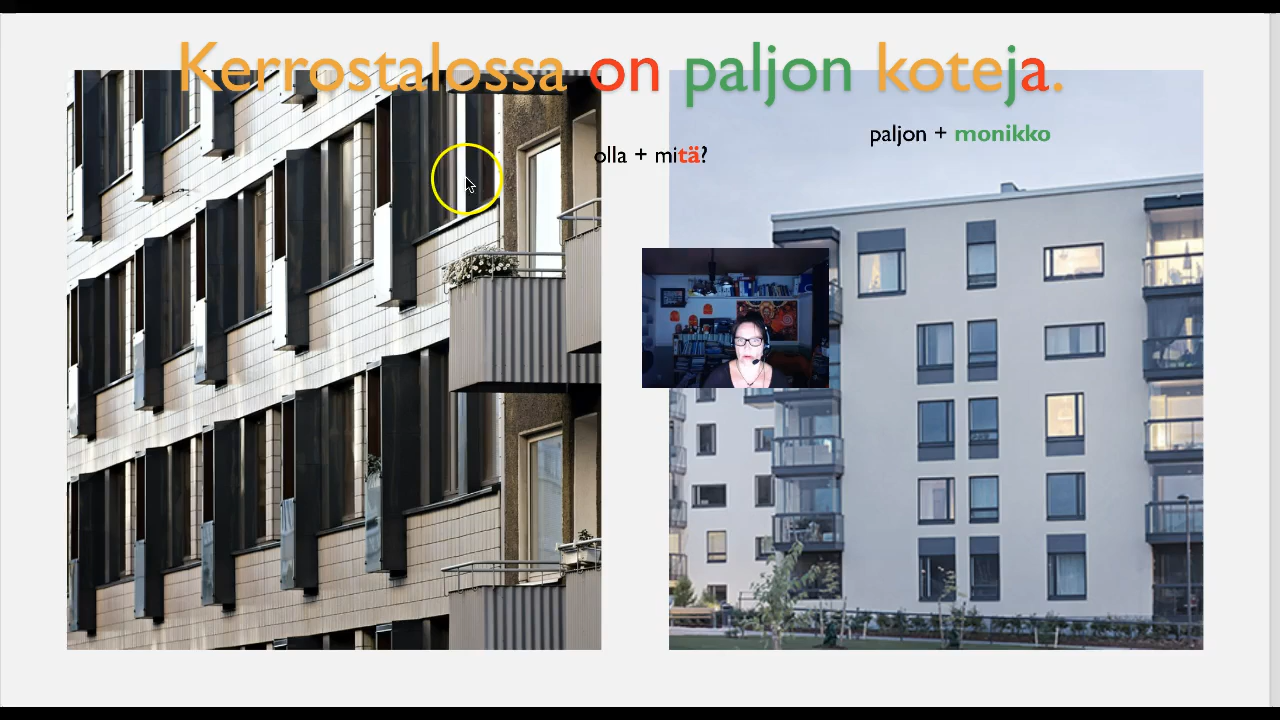 Kerrostalossa on paljon koteja.
paljon + monikko
olla + mitä?